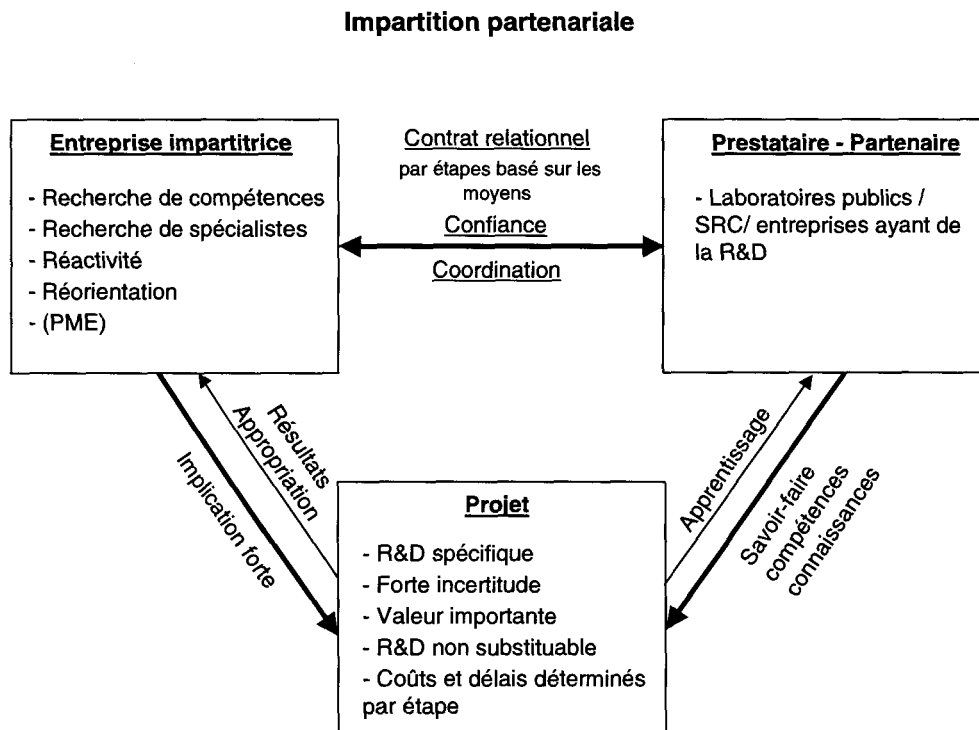 Impartition partenariale
Entreprise impartitrice
- Recherche de compétences
- Recherche de spécialistes
- Réactivité
- Réorientation
- (PME)
Contrat relationnel
par étapes basé sur les
moyens
Confiance
Coordination
Prestataire - Partenaire
- Laboratoires publics /
SRC/ entreprises ayant de
la R&D
Implication forte
Résultats
Appropriation
Apprentissage
Savoir-faire
compétences
connaissances
Projet
- R&D spécifique
- Forte incertitude
- Valeur importante
- R&D non substituable
- Coûts et délais déterminés
par étape